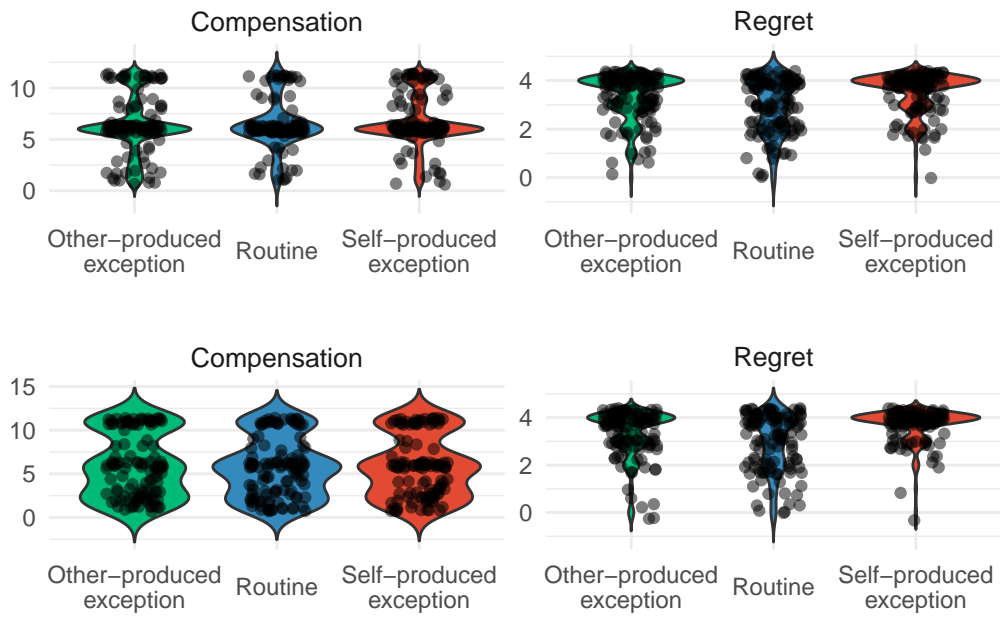 Compensation
Regret
10
5
0
4
2
0
Other−produced
exception
Routine
Self−produced
exception
Other−produced
exception
Routine
Self−produced
exception
Compensation
Regret
15
10
5
0
4
2
0
Other−produced
exception
Routine
Self−produced
exception
Other−produced
exception
Routine
Self−produced
exception